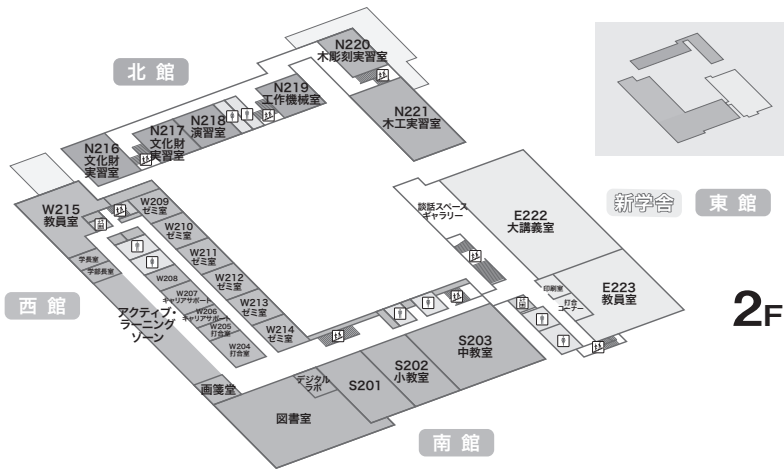 北館
N220
木彫刻実習室
N219
工作機械室
N221
木工実習室
N218
演習室
N217
文化財
実習室
N216
文化財
実習室
新学舎
東館
談話スペース
ギャラリー
E222
大講義室
印刷室
打合
コーナー
E223
教員室
W215
教員室
W209
ゼミ室
W210
ゼミ室
W211
ゼミ室
W212
ゼミ室
W213
ゼミ室
W214
ゼミ室
学長室
学部長室
W208
W207
キャリアサポート
W206
キャリアサポート
W205
打合室
W204
打合室
西館
アクティブ・
ラーニング
ゾーン
画箋堂
デジタル
ラボ
図書室
S201
S202
小教室
S203
中教室
南館
2F